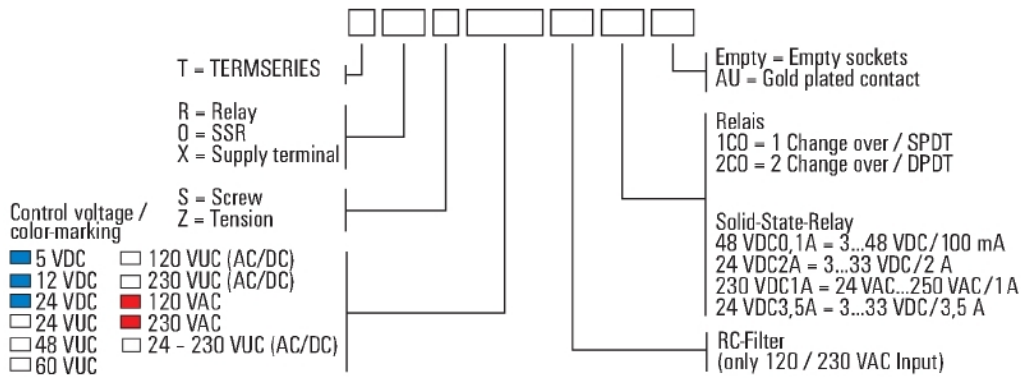 T = TERMSERIES
R = Relay
O = SSR
X = Supply terminal
S = Screw
Z = Tension
Control voltage /
color-marking
5 VDC
12 VDC
24 VDC
24 VUC
48 VUC
60 VUC
120 VUC (AC/DC)
230 VUC (AC/DC)
120 VAC
230 VAC
24 - 230 VUC (AC/DC)
Empty = Empty sockets
AU = Gold plated contact
Relais
1CO = 1 Change over / SPDT
2CO = 2 Change over / DPDT
Solid-State-Relay
48 VDC0,1A = 3...48 VDC/100 mA
24 VDC2A = 3...33 VDC/2 A
230 VDC1A = 24 VAC...250 VAC/1A
24 VDC3,5A = 3...33 VDC/3,5 A
RC-Filter
(only 120 / 230 VAC Input)